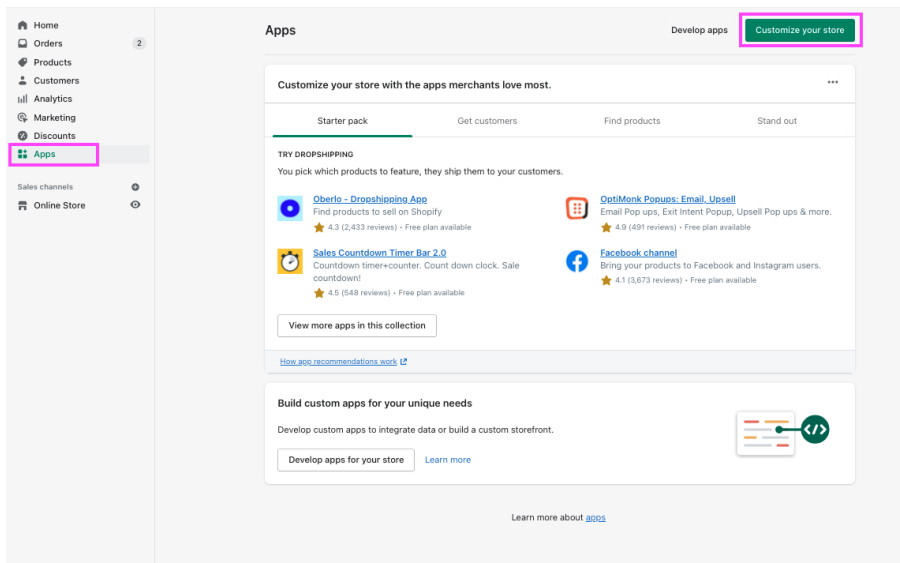 Home
Orders 2
Products
Customers
Analytics
Marketing
Discounts
Apps
Sales channels
Online Store
Apps
Develop apps
Customize your store
Customize your store with the apps merchants love most.
Starter pack
Get customers
Find products
Stand out
TRY DROPSHIPPING
You pick which products to feature, they ship them to your customers.
Oberlo - Dropshipping App
Find products to sell on Shopify
4.3 (2,433 reviews) • Free plan available
OptiMonk Popups: Email, Upsell
Email Pop ups, Exit Intent Popup, Upsell Pop ups & more.
4.9 (491 reviews) • Free plan available
Sales Countdown Timer Bar 2.0
Countdown timer+counter. Count down clock. Sale
countdown!
4.5 (548 reviews) • Free plan available
Facebook channel
Bring your products to Facebook and Instagram users.
4.1 (3,673 reviews) • Free plan available
View more apps in this collection
How app recommendations work
Build custom apps for your unique needs
Develop custom apps to integrate data or build a custom storefront.
Develop apps for your store
Learn more
</>
Learn more about apps